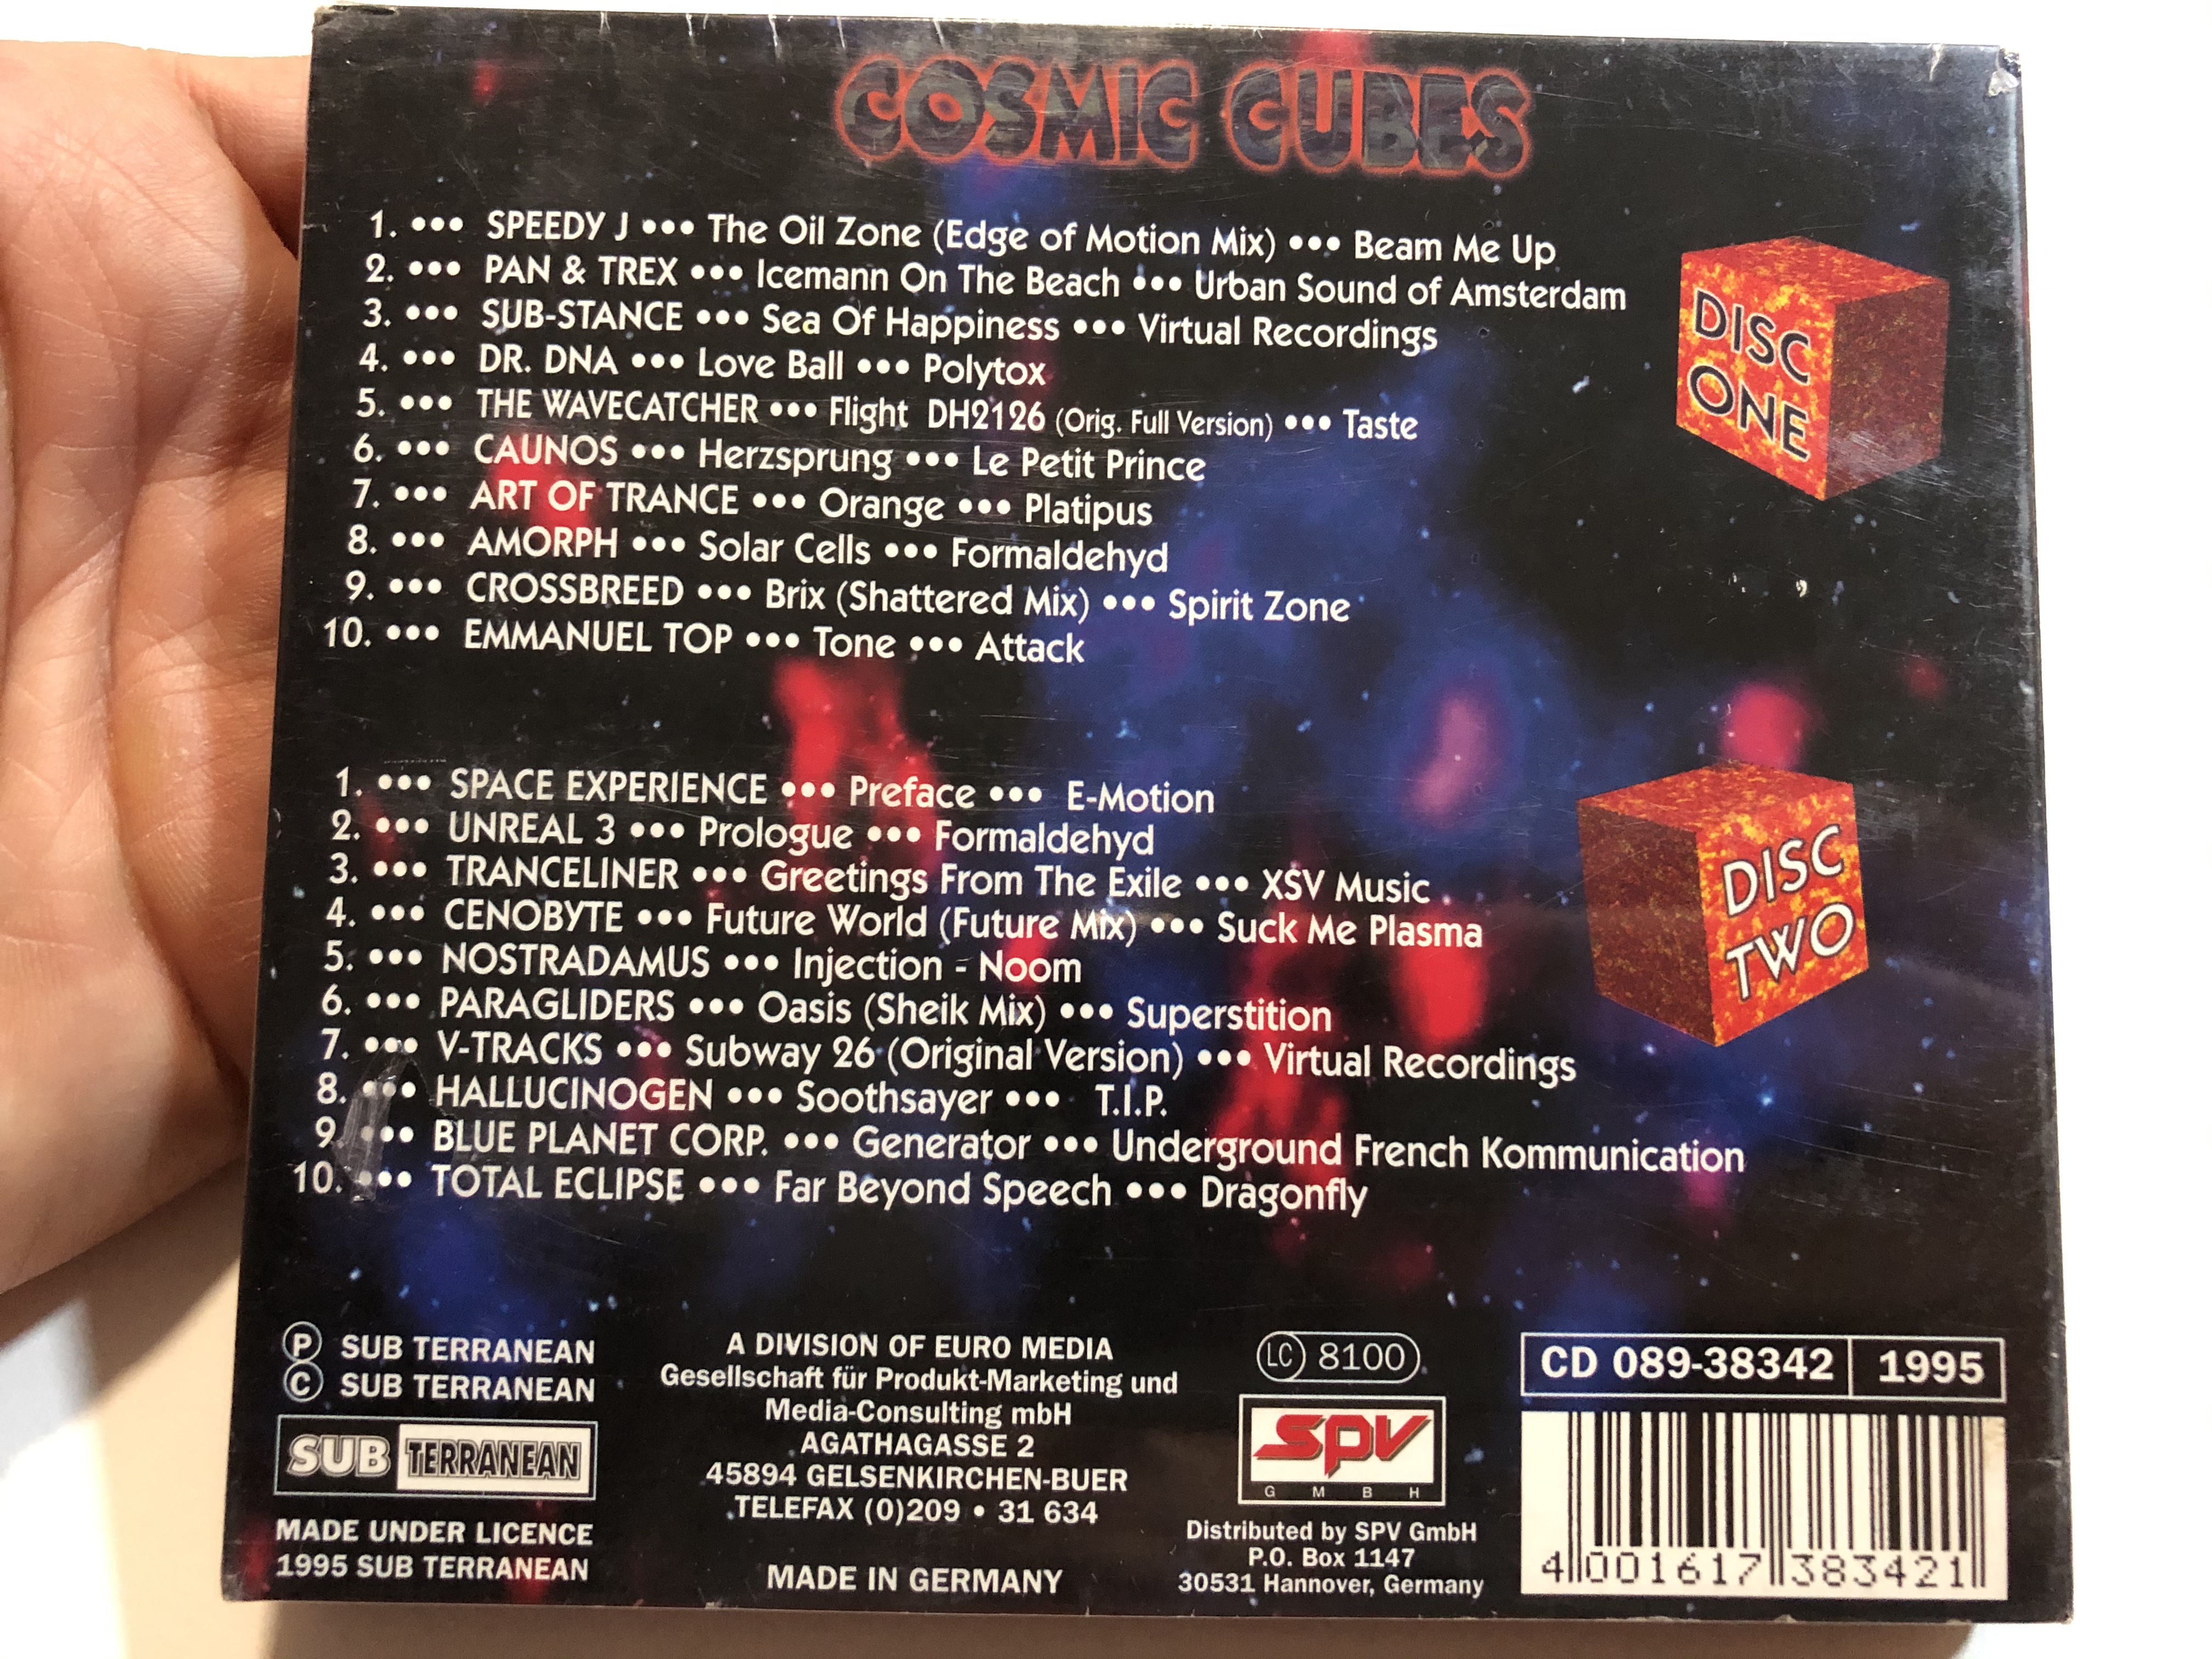 COSMIC CUBES
1. ••• SPEEDY J ••• The Oil Zone (Edge of Motion Mix) ••• Beam Me Up
2. ••• PAN & TREX ••• Icemann On The Beach ••• Urban Sound of Amsterdam
3. ••• SUB-STANCE ••• Sea Of Happiness ••• Virtual Recordings
4. ••• DR. DNA ••• Love Ball ••• Polytox
5. ••• THE WAVECATCHER ••• Flight DH2126 (Orig. Full Version) ••• Taste
6. ••• CAUNOS ••• Herzsprung ••• Le Petit Prince
7. ••• ART OF TRANCE ••• Orange ••• Platipus
8. ••• AMORPH ••• Solar Cells ••• Formaldehyd
9. ••• CROSSBREED ••• Brix (Shattered Mix) ••• Spirit Zone
10. ••• EMMANUEL TOP ••• Tone ••• Attack
DISC
ONE
1. ••• SPACE EXPERIENCE ••• Preface ••• E-Motion
2. ••• UNREAL 3 ••• Prologue ••• Formaldehyd
3. ••• TRANCELINER ••• Greetings From The Exile ••• XSV Music
4. ••• CENOBYTE ••• Future World (Future Mix) ••• Suck Me Plasma
5. ••• NOSTRADAMUS ••• Injection - Noom
6. ••• PARAGLIDERS ••• Oasis (Sheik Mix) ••• Superstition
7. ••• V-TRACKS ••• Subway 26 (Original Version) ••• Virtual Recordings
8. ••• HALLUCINOGEN ••• Soothsayer ••• T.I.P.
9. ••• BLUE PLANET CORP. ••• Generator ••• Underground French Kommunication
10. ••• TOTAL ECLIPSE ••• Far Beyond Speech ••• Dragonfly
DISC
TWO
Ⓟ SUB TERRANEAN
© SUB TERRANEAN
SUB TERRANEAN
MADE UNDER LICENCE
1995 SUB TERRANEAN
A DIVISION OF EURO MEDIA
Gesellschaft für Produkt-Marketing und
Media-Consulting mbH
AGATHAGASSE 2
45894 GELSENKIRCHEN-BUER
TELEFAX (0)209 • 31 634
MADE IN GERMANY
LC 8100
SPV
GMBH
Distributed by SPV GmbH
P.O. Box 1147
30531 Hannover, Germany
CD 089-38342 1995
4 001617 383421